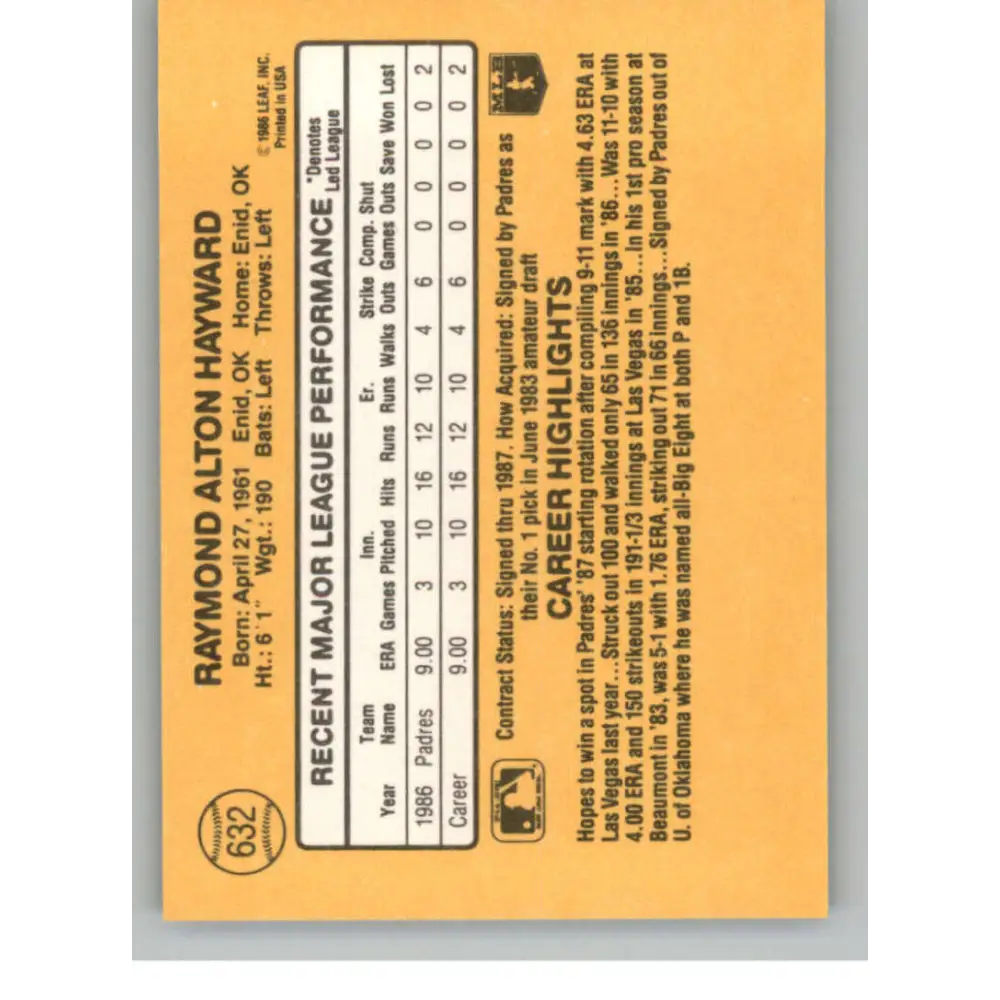 632
RAYMOND ALTON HAYWARD
Born: April 27, 1961 Enid, OK Home: Enid, OK
Ht.: 6'1" Wgt.: 190 Bats: Left Throws: Left
© 1986 LEAF, INC.
Printed in USA
RECENT MAJOR LEAGUE PERFORMANCE *Denotes Led League
Year Team Name ERA Games Inn. Pitched Hits Runs Er. Runs Walks Strike Outs Comp. Games Shut Outs Save Won Lost
1986 Padres 9.00 3 10 16 12 10 4 6 0 0 0 0 2
Career 9.00 3 10 16 12 10 4 6 0 0 0 0 2
Contract Status: Signed thru 1987. How Acquired: Signed by Padres as
their No. 1 pick in June 1983 amateur draft
MLB
CAREER HIGHLIGHTS
Hopes to win a spot in Padres' '87 starting rotation after compiling 9-11 mark with 4.63 ERA at
Las Vegas last year...Struck out 100 and walked only 65 in 136 innings in '86...Was 11-10 with
4.00 ERA and 150 strikeouts in 191-1/3 innings at Las Vegas in '85...In his 1st pro season at
Beaumont in '83, was 5-1 with 1.76 ERA, striking out 71 in 66 innings...Signed by Padres out of
U. of Oklahoma where he was named all-Big Eight at both P and 1B.